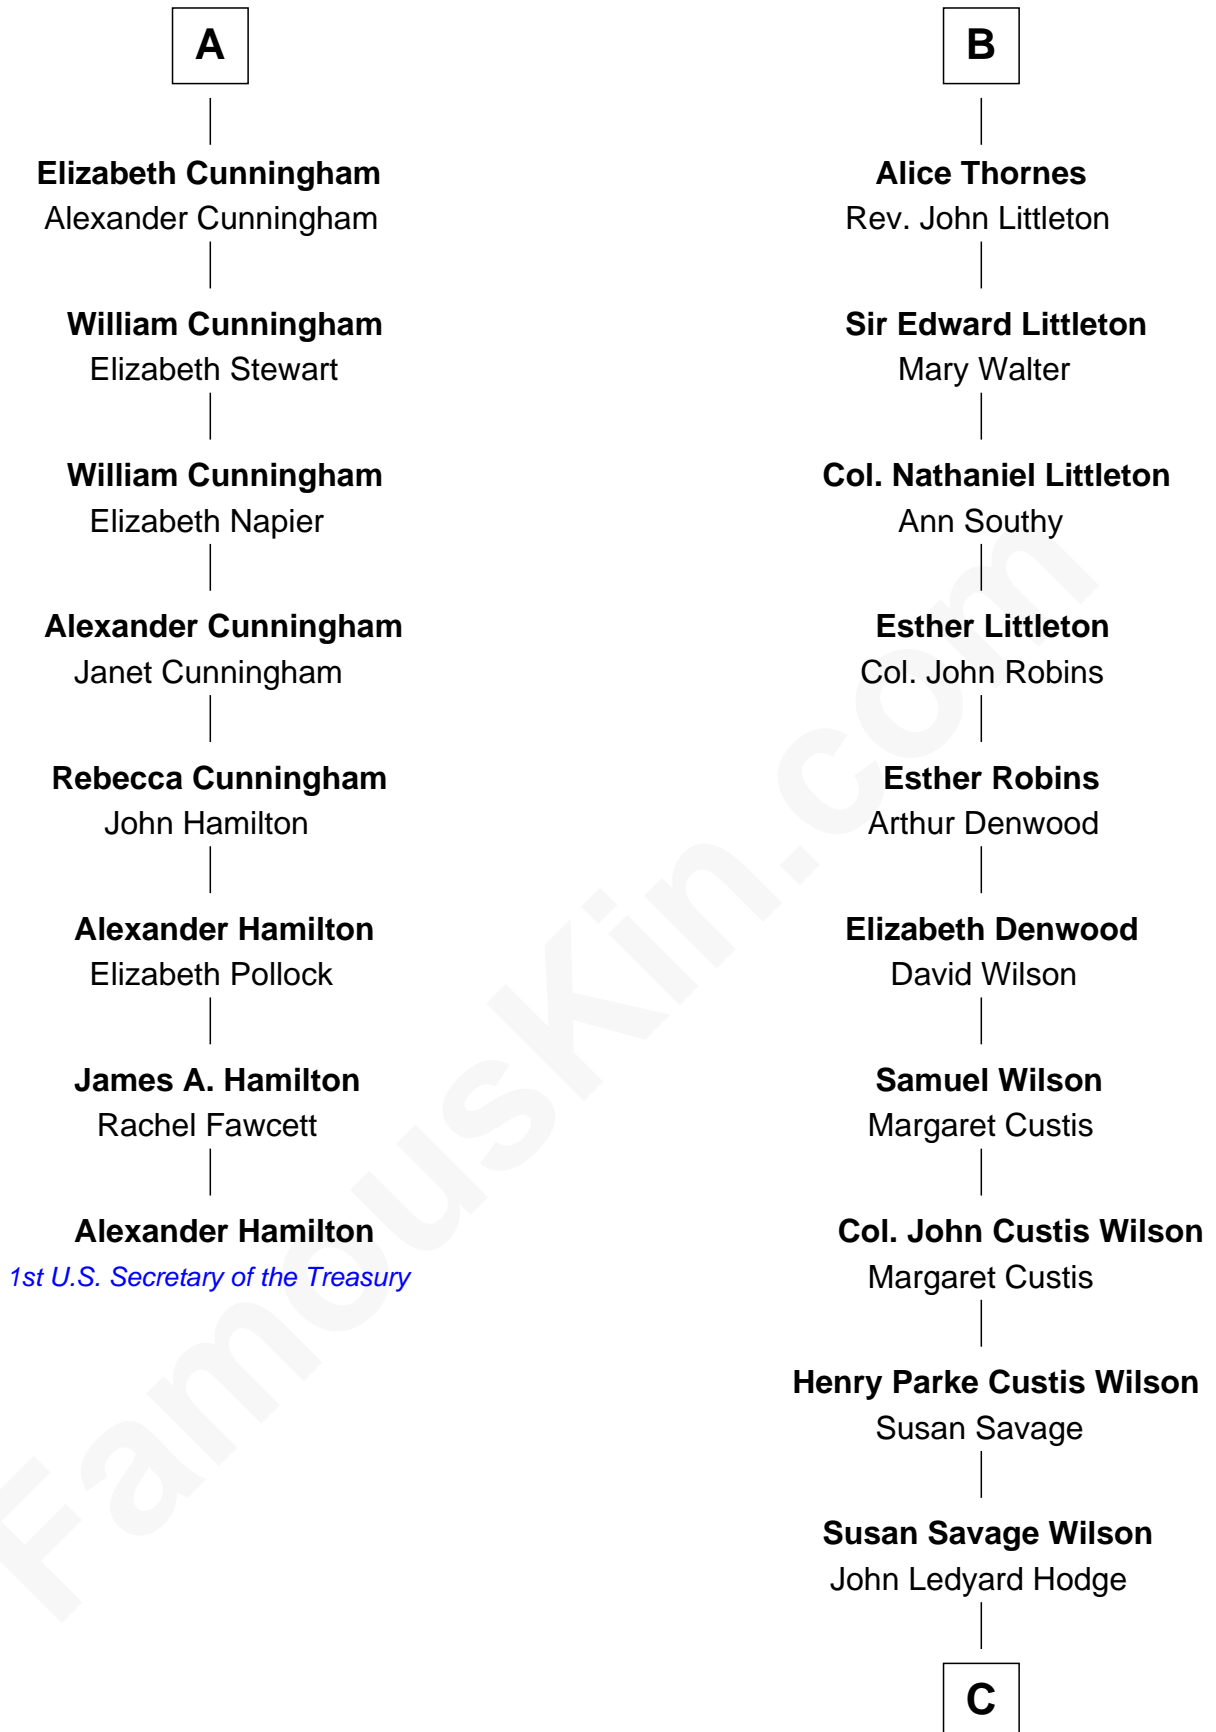 A
Elizabeth Cunningham
Alexander Cunningham
William Cunningham
Elizabeth Stewart
William Cunningham
Elizabeth Napier
Alexander Cunningham
Janet Cunningham
Rebecca Cunningham
John Hamilton
Alexander Hamilton
Elizabeth Pollock
James A. Hamilton
Rachel Fawcett
Alexander Hamilton
1st U.S. Secretary of the Treasury
B
Alice Thornes
Rev. John Littleton
Sir Edward Littleton
Mary Walter
Col. Nathaniel Littleton
Ann Southy
Esther Littleton
Col. John Robins
Esther Robins
Arthur Denwood
Elizabeth Denwood
David Wilson
Samuel Wilson
Margaret Custis
Col. John Custis Wilson
Margaret Custis
Henry Parke Custis Wilson
Susan Savage
Susan Savage Wilson
John Ledyard Hodge
C
FamousKin.com